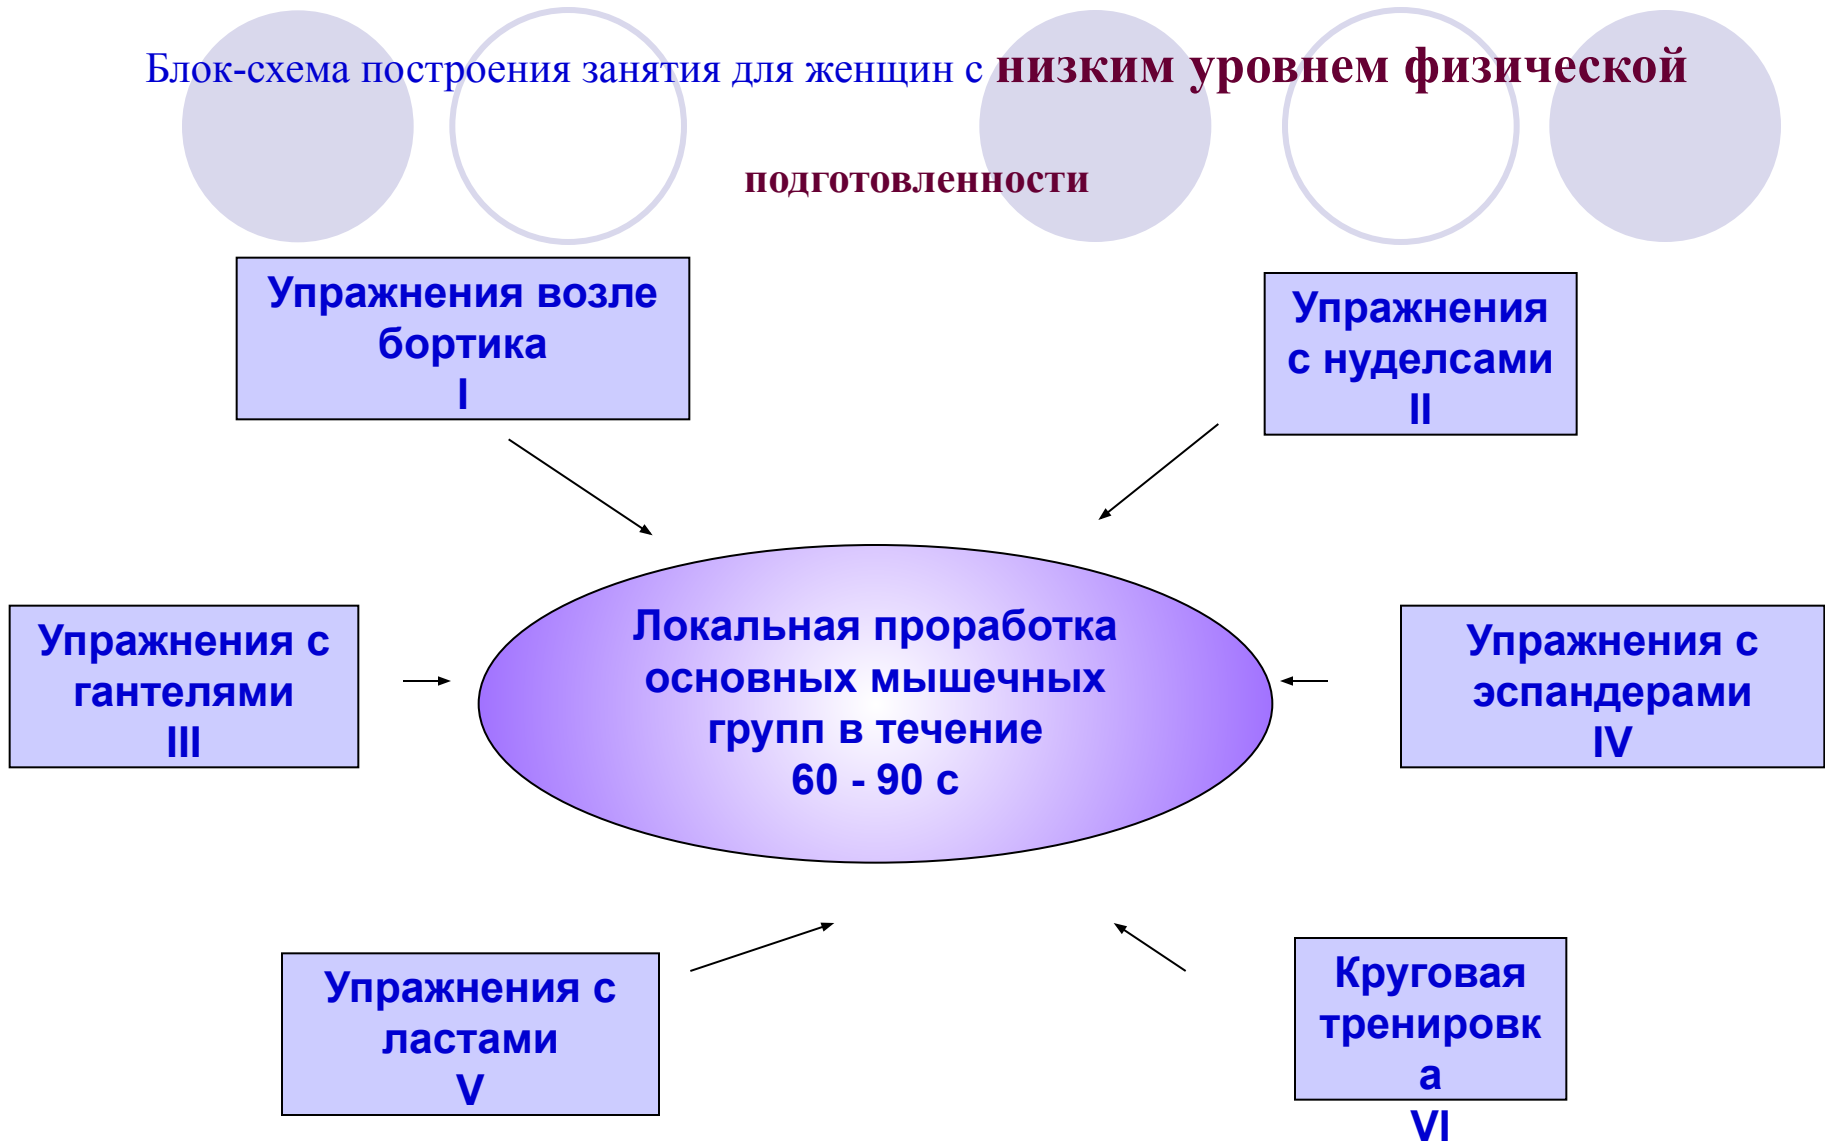 Блок-схема построения занятия для женщин с низким уровнем физической
подготовленности
Упражнения возле
бортика
I
Упражнения
с нуделсами
II
Упражнения с
гантелями
III
Локальная проработка
основных мышечных
групп в течение
60 - 90 с
Упражнения с
эспандерами
IV
Упражнения с
ластами
V
Круговая
тренировк
а
VI